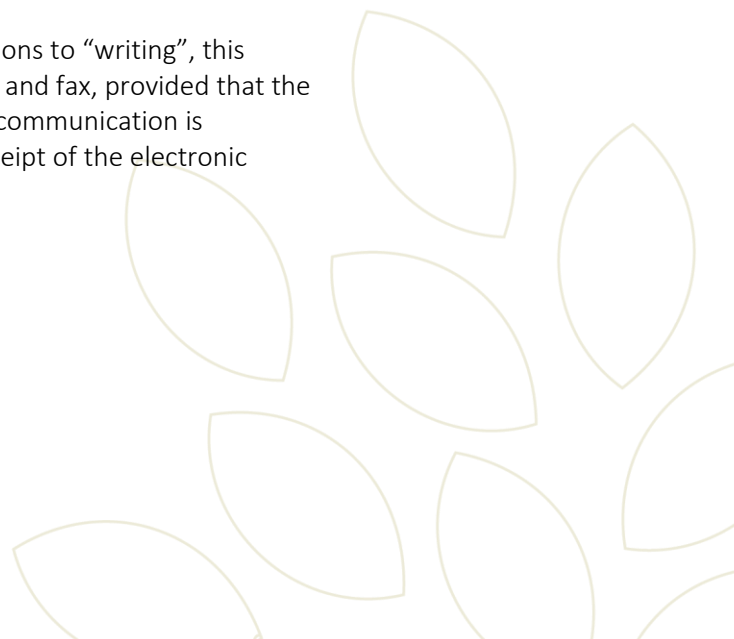 ons to “writing”, this
and fax, provided that the
communication is
eipt of the electronic